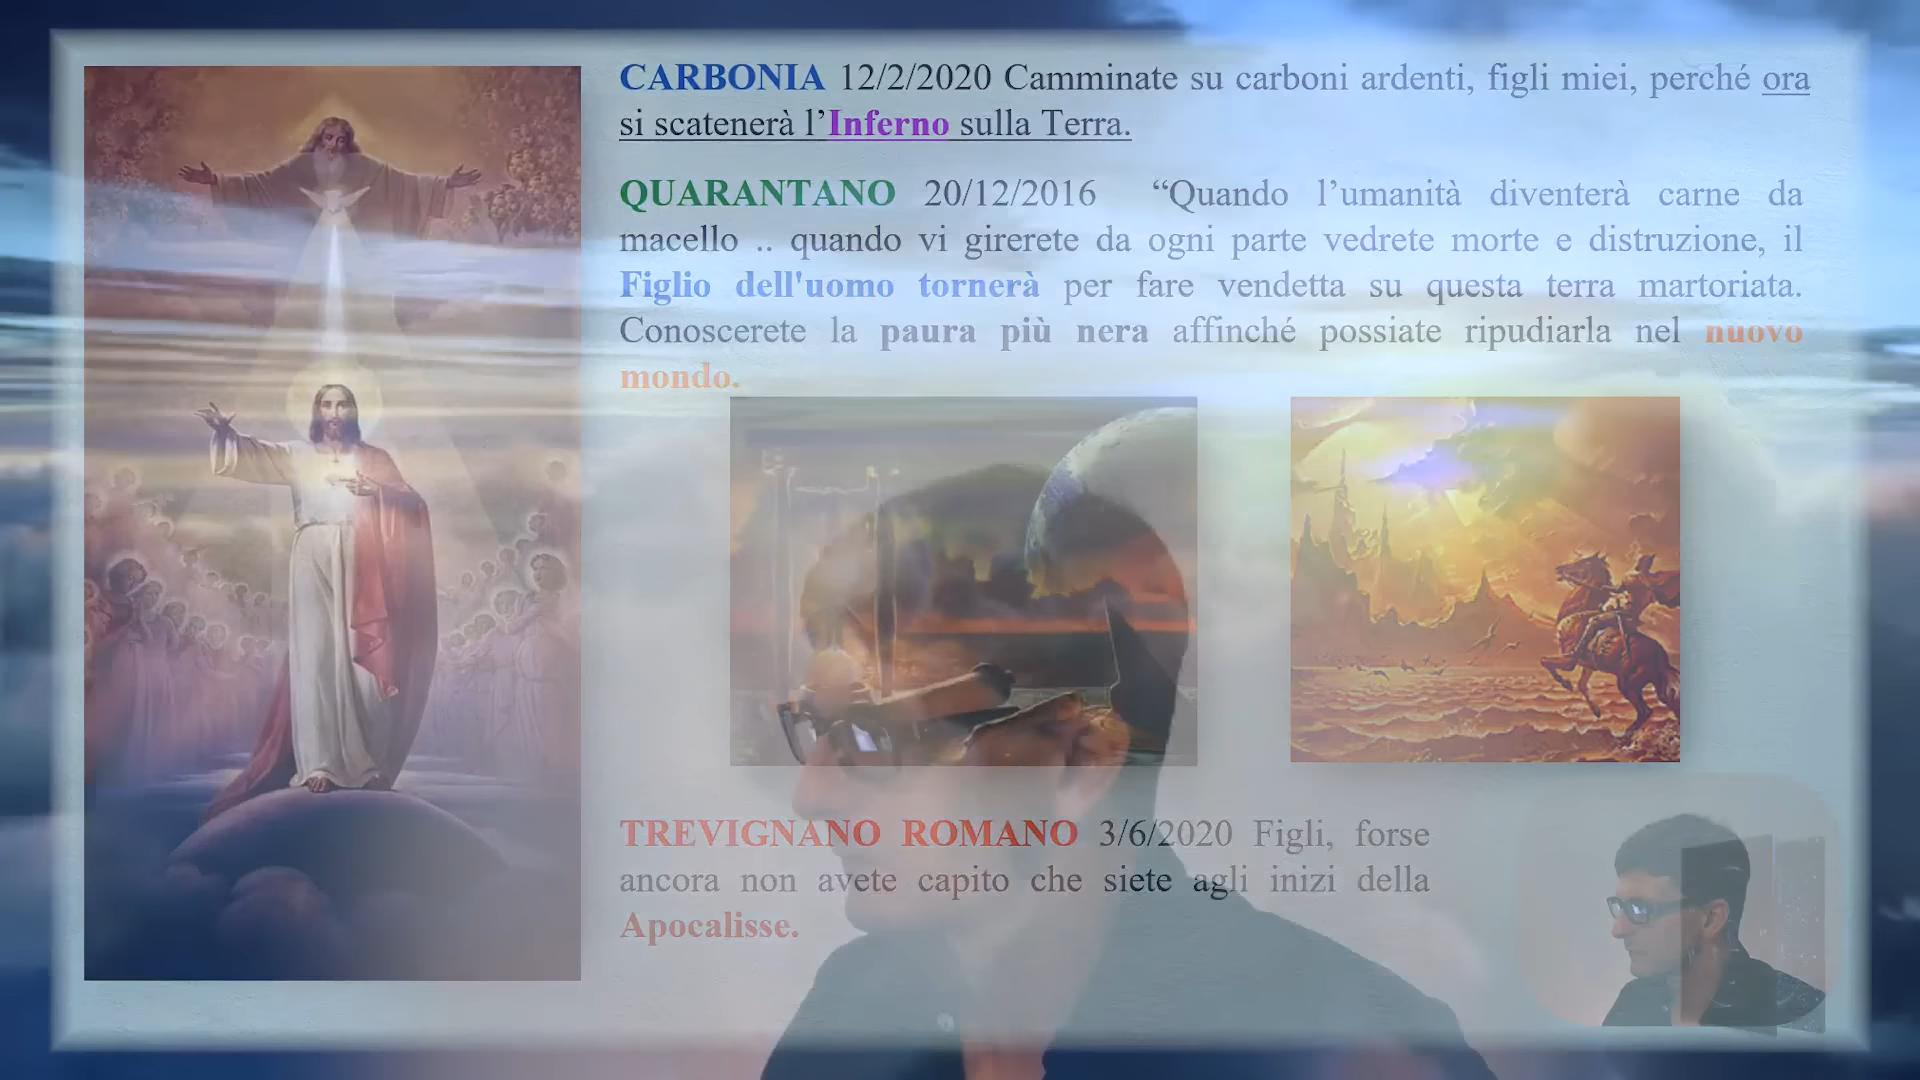 CARBONIA 12/2/2020 Camminate su carboni ardenti, figli miei, perché ora
si scatenerà l’Inferno sulla Terra.
QUARANTANO 20/12/2016 “Quando l’umanità diventerà carne da
macello .. quando vi girerete da ogni parte vedrete morte e distruzione, il
Figlio dell'uomo tornerà per fare vendetta su questa terra martoriata.
Conoscerete la paura più nera affinché possiate ripudiarla nel nuovo
mondo.
TREVIGNANO ROMANO 3/6/2020 Figli, forse
ancora non avete capito che siete agli inizi della
Apocalisse.